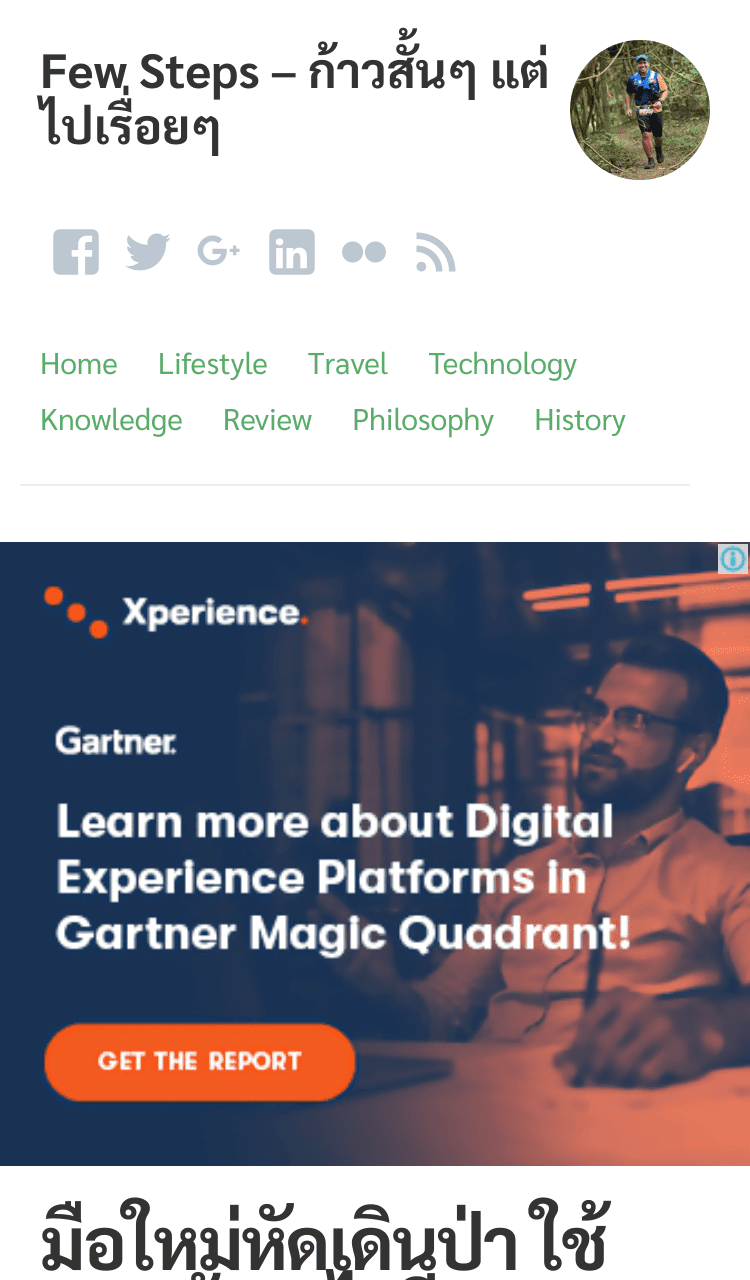 Few Steps – ก้าวสั้นๆ แต่
ไปเรื่อยๆ
Home Lifestyle Travel Technology
Knowledge Review Philosophy History
Xperience.
Gartner.
Learn more about Digital
Experience Platforms in
Gartner Magic Quadrant!
GET THE REPORT
มือใหม่หัดเดินป่า ใช้